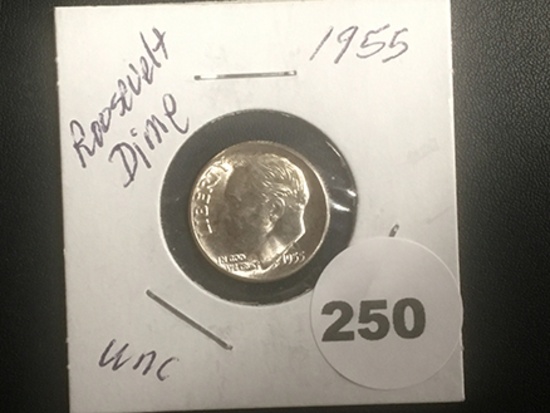 Roosevelt
Dime
1955
LIBERTY
IN GOD
WE TRUST
1955
250
unc